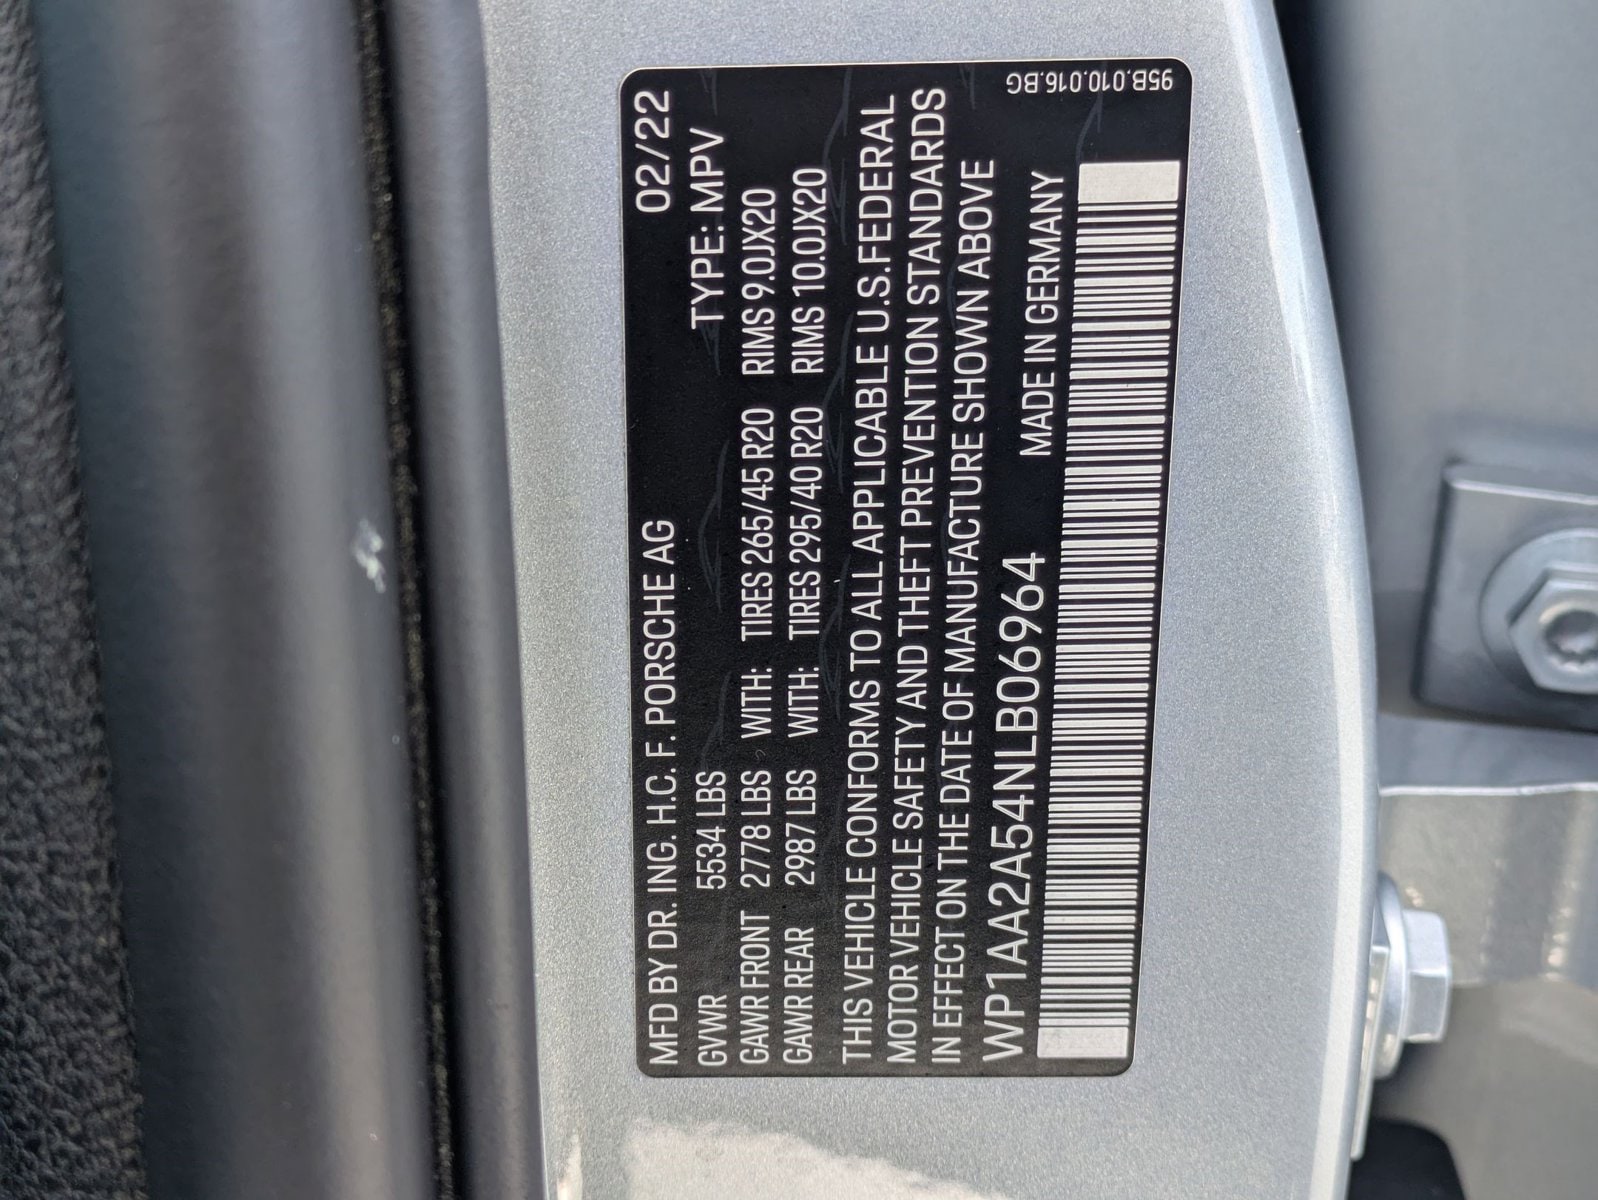 MFD BY DR. ING. H.C. F. PORSCHE AG 02/22
GVWR 5534 LBS TYPE: MPV
GAWR FRONT 2778 LBS WITH: TIRES 265/45 R20 RIMS 9.0JX20
GAWR REAR 2987 LBS WITH: TIRES 295/40 R20 RIMS 10.0JX20
THIS VEHICLE CONFORMS TO ALL APPLICABLE U.S.FEDERAL
MOTOR VEHICLE SAFETY AND THEFT PREVENTION STANDARDS
IN EFFECT ON THE DATE OF MANUFACTURE SHOWN ABOVE
WP1AA2A54NLB06964 MADE IN GERMANY
95B.010.016.BG